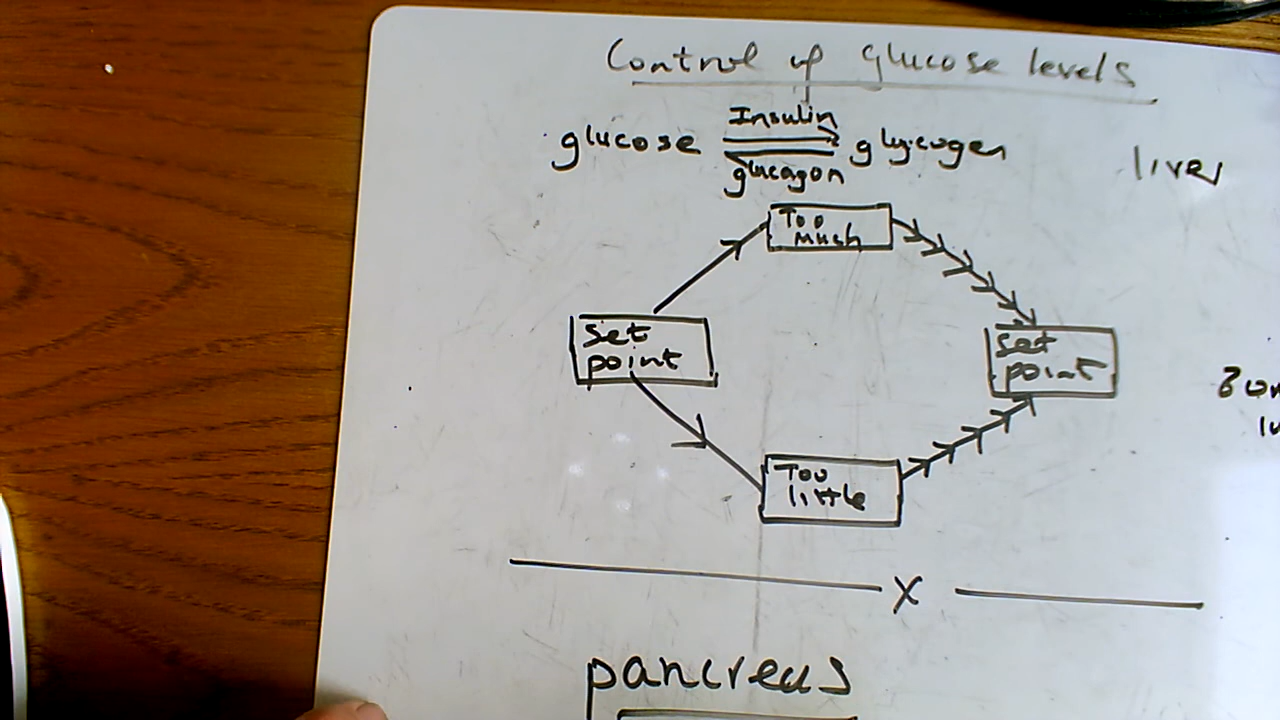 Control of glucose levels
Insulin
glucose
glycogen
glucagon
liver
Too
Much
set
point
set
point
Too
little
X
pancreas